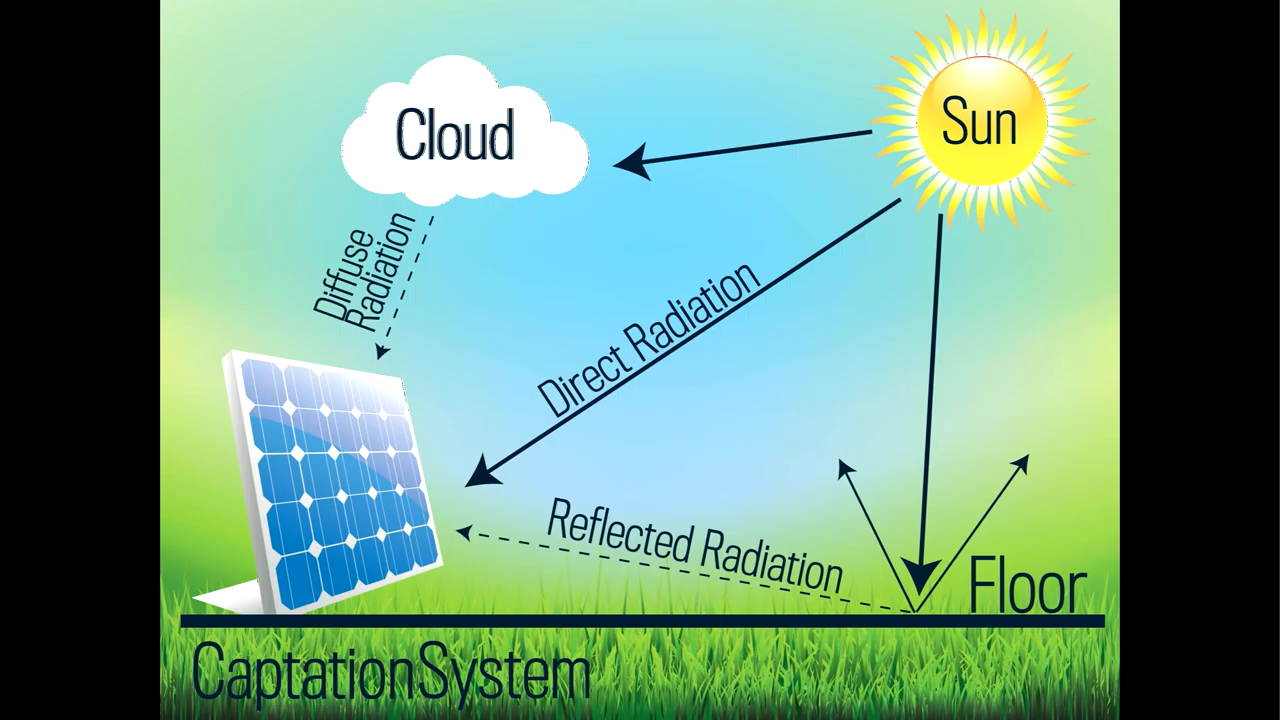 Cloud
Sun
Diffuse
Radiation
Direct Radiation
Reflected Radiation
Floor
CaptationSystem